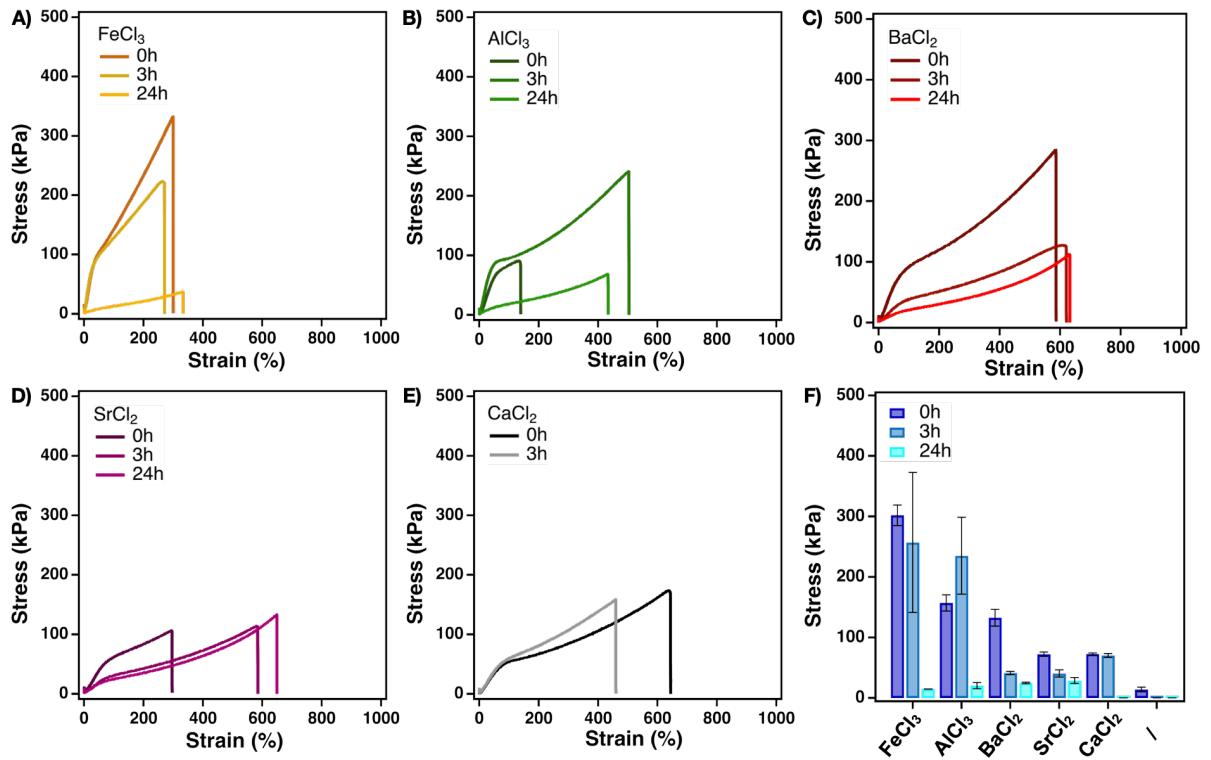 A)
FeCl3
0h
3h
24h
500
400
300
200
100
0
Stress (kPa)
0 200 400 600 800 1000
Strain (%)
B)
AlCl3
0h
3h
24h
500
400
300
200
100
0
Stress (kPa)
0 200 400 600 800 1000
Strain (%)
C)
BaCl2
0h
3h
24h
500
400
300
200
100
0
Stress (kPa)
0 200 400 600 800 1000
Strain (%)
D)
SrCl2
0h
3h
24h
500
400
300
200
100
0
Stress (kPa)
0 200 400 600 800 1000
Strain (%)
E)
CaCl2
0h
3h
500
400
300
200
100
0
Stress (kPa)
0 200 400 600 800 1000
Strain (%)
F)
0h
3h
24h
500
400
300
200
100
0
Stress (kPa)
FeCl3 AlCl3 BaCl2 SrCl2 CaCl2 /